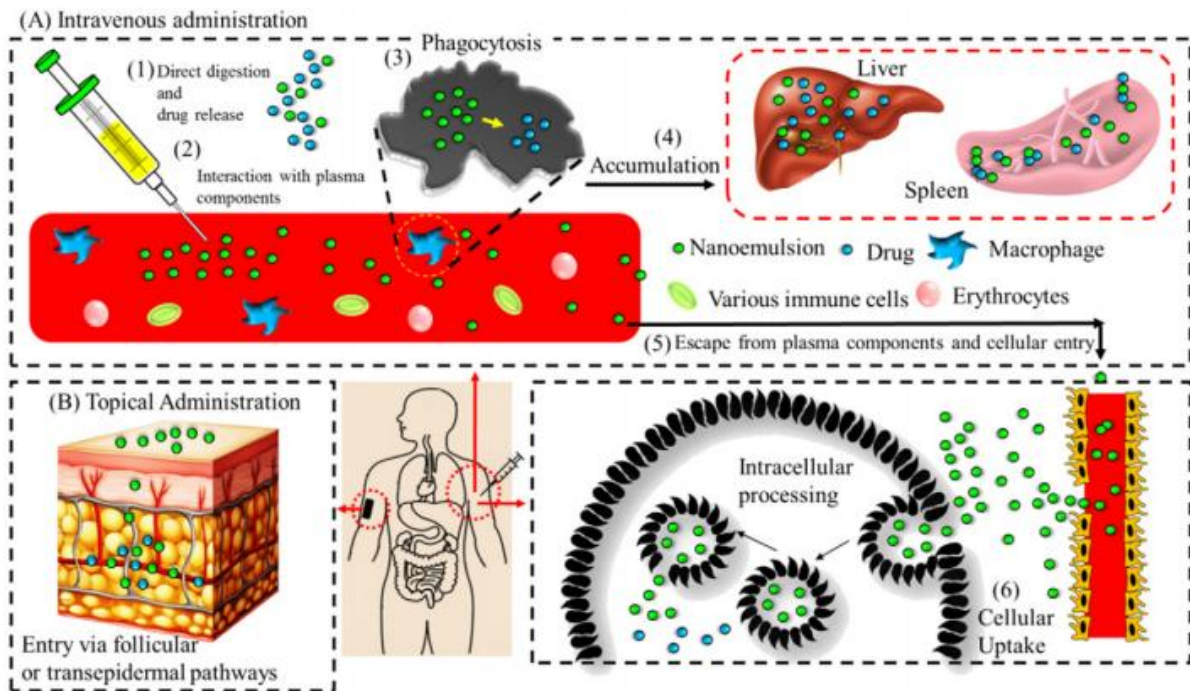 (A) Intravenous administration
(1) Direct digestion
and
drug release
(2)
Interaction with plasma
components
Phagocytosis
(3)
(4)
Accumulation
Liver
Spleen
Nanoemulsion
Drug
Macrophage
Various immune cells
Erythrocytes
(5) Escape from plasma components and cellular entry
(B) Topical Administration
Entry via follicular
or transepidermal pathways
Intracellular
processing
(6)
Cellular
Uptake